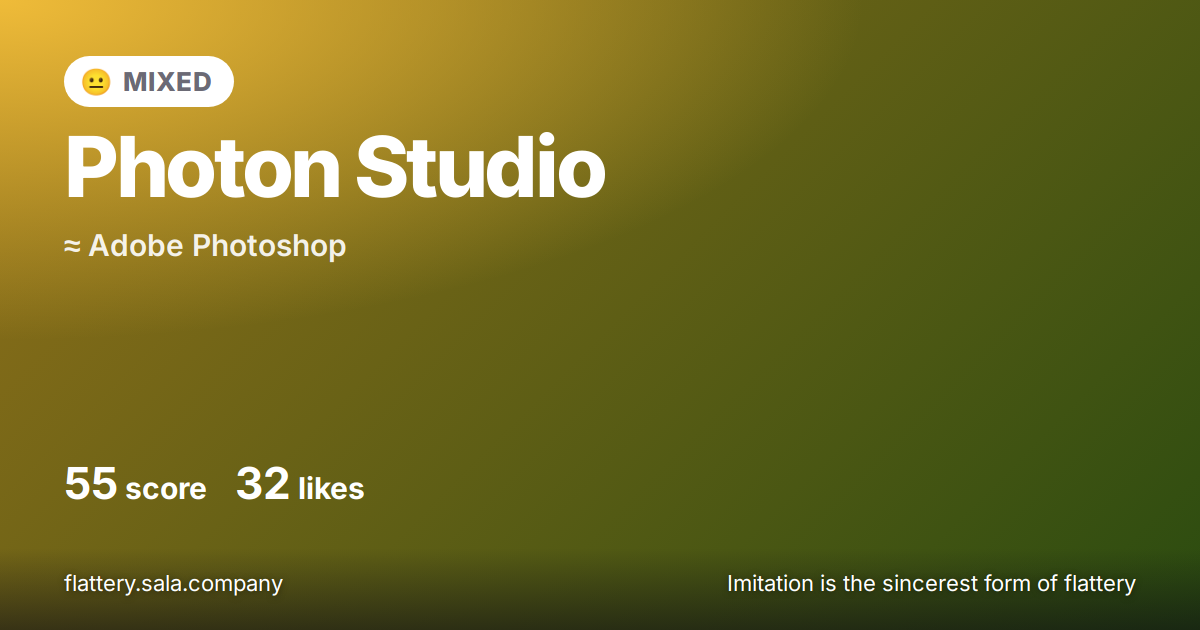 😐 MIXED
Photon Studio
≈ Adobe Photoshop
55 score 32 likes
flattery.sala.company
Imitation is the sincerest form of flattery